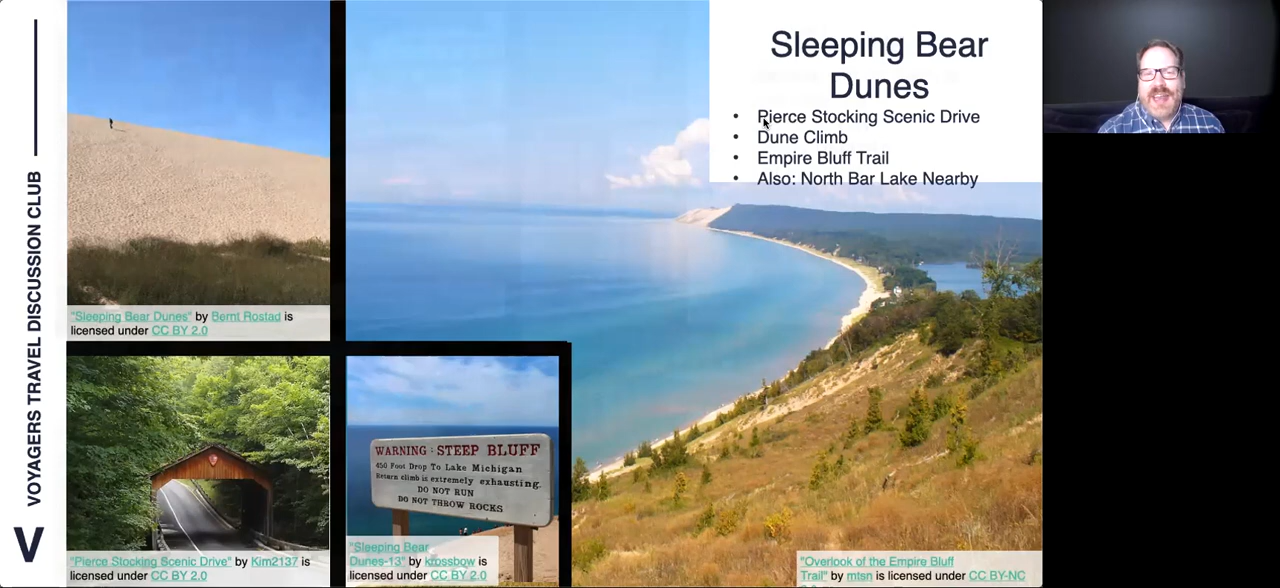 VOYAGERS TRAVEL DISCUSSION CLUB
V
"Sleeping Bear Dunes" by Bernt Rostad is
licensed under CC BY 2.0
"Pierce Stocking Scenic Drive" by Kim2137 is
licensed under CC BY 2.0
WARNING: STEEP BLUFF
450 Foot Drop To Lake Michigan
Return climb is extremely exhausting.
DO NOT RUN
DO NOT THROW ROCKS
"Sleeping Bear
Dunes-13" by krossbow is
licensed under CC BY 2.0
Sleeping Bear
Dunes
• Pierce Stocking Scenic Drive
• Dune Climb
• Empire Bluff Trail
• Also: North Bar Lake Nearby
"Overlook of the Empire Bluff
Trail" by mtsn is licensed under CC BY-NC